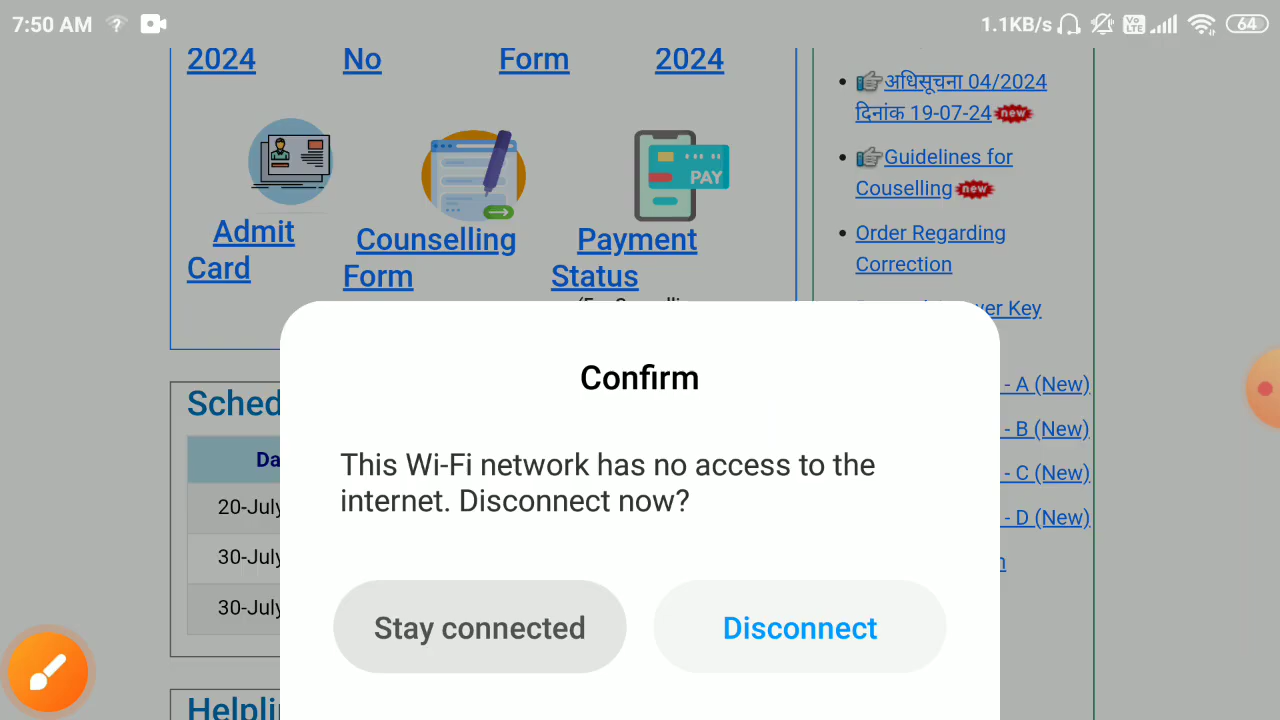 7:50 AM
1.1KB/s
Vo
LTE
64
2024
No
Form
2024
PAY
Admit
Card
Counselling
Form
Payment
Status
अधिसूचना 04/2024
दिनांक 19-07-24 new
Guidelines for
Couselling new
Order Regarding
Correction
er Key
- A (New)
- B (New)
- C (New)
- D (New)
Sched
Da
20-July
30-July
30-July
Helpli
Confirm
This Wi-Fi network has no access to the
internet. Disconnect now?
Stay connected
Disconnect